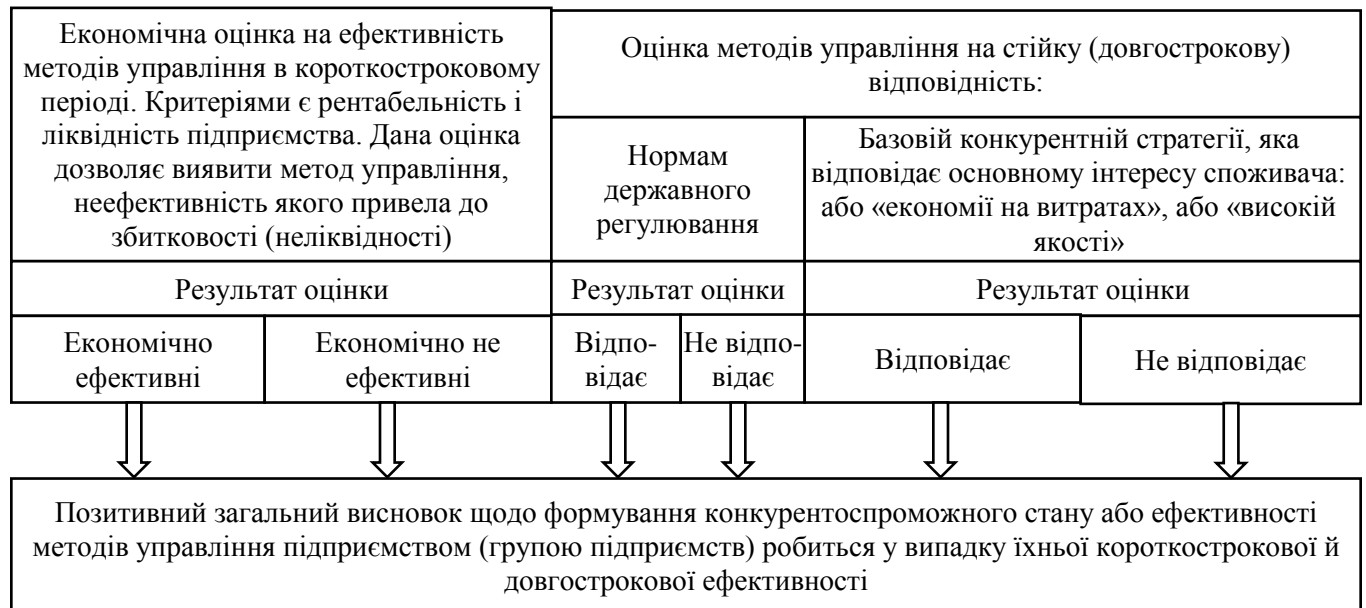 Економічна оцінка на ефективність
методів управління в короткостроковому
періоді. Критеріями є рентабельність і
ліквідність підприємства. Дана оцінка
дозволяє виявити метод управління,
неефективність якого привела до
збитковості (неліквідності)
Оцінка методів управління на стійку (довгострокову)
відповідність:
Нормам
державного
регулювання
Базовій конкурентній стратегії, яка
відповідає основному інтересу споживача:
або «економії на витратах», або «високій
якості»
Результат оцінки
Результат оцінки
Результат оцінки
Економічно
ефективні
Економічно не
ефективні
Відпо-
відає
Не відпо-
відає
Відповідає
Не відповідає
Позитивний загальний висновок щодо формування конкурентоспроможного стану або ефективності
методів управління підприємством (групою підприємств) робиться у випадку їхньої короткострокової й
довгострокової ефективності